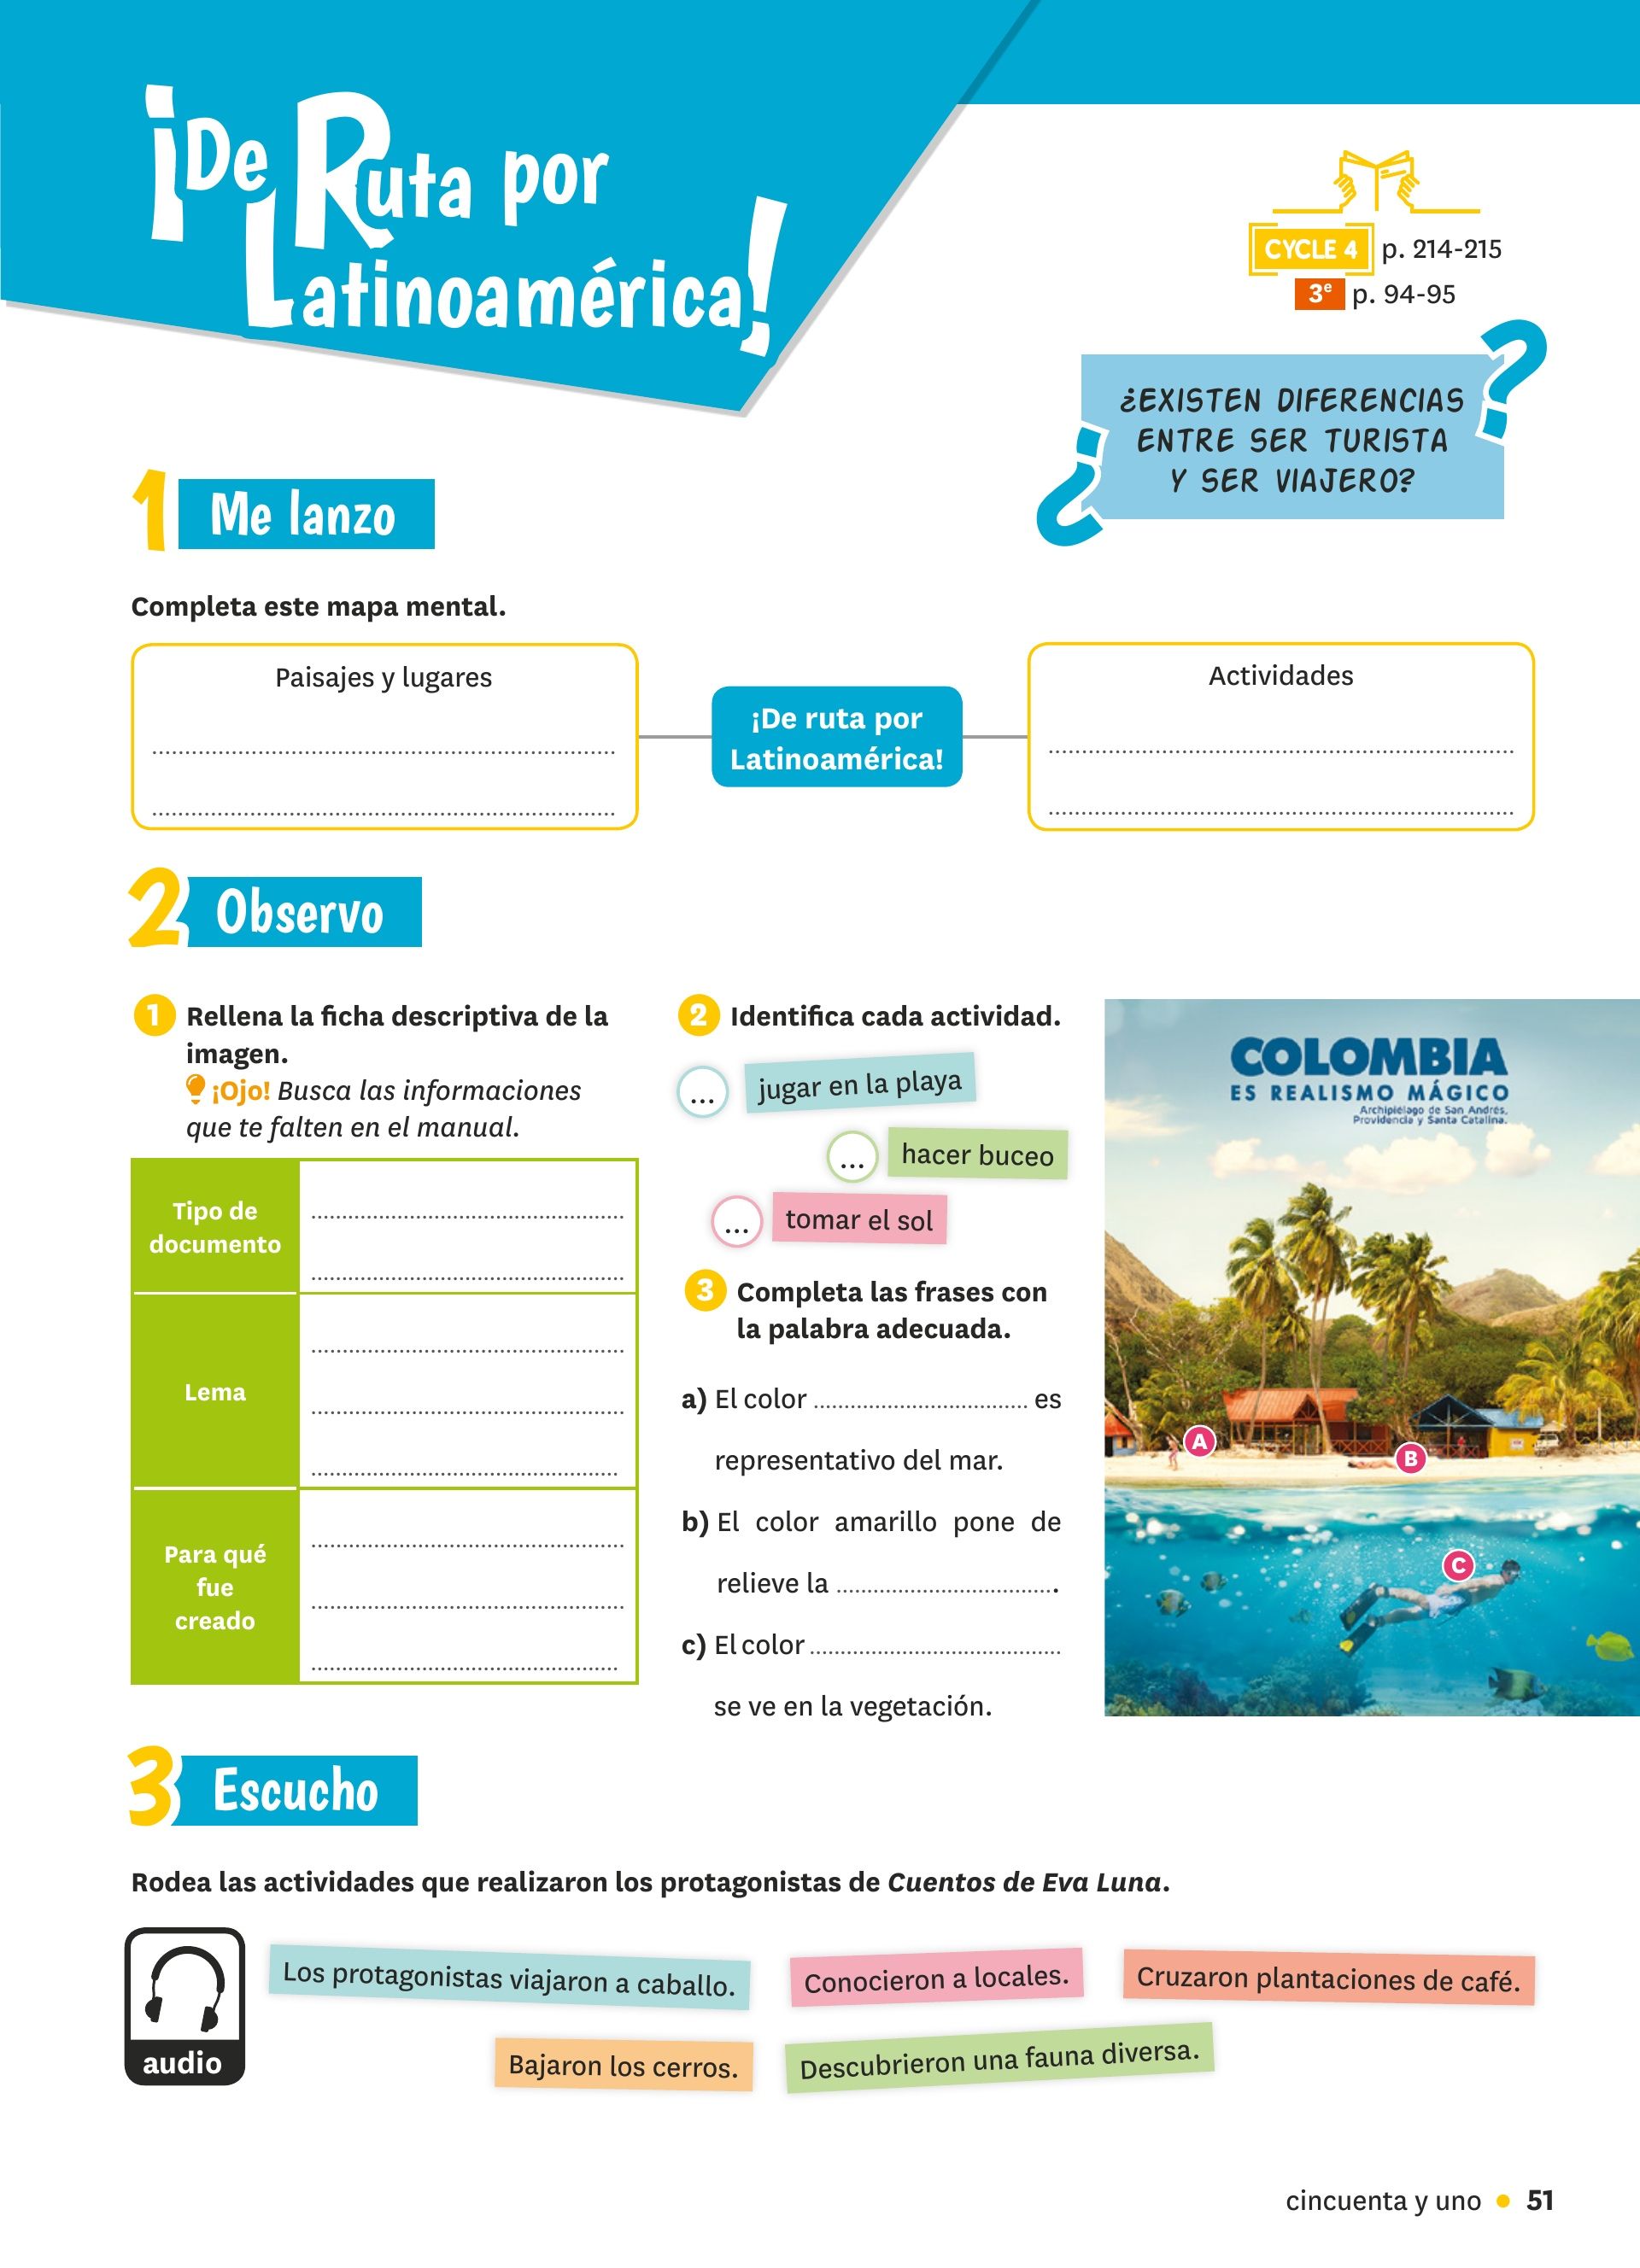 ¡De Ruta por
Latinoamérica!
CYCLE 4 p. 214-215
3e p. 94-95
¿EXISTEN DIFERENCIAS
ENTRE SER TURISTA
Y SER VIAJERO?
1 Me lanzo
Completa este mapa mental.
Paisajes y lugares
¡De ruta por
Latinoamérica!
Actividades
2 Observo
1 Rellena la ficha descriptiva de la
imagen.
¡Ojo! Busca las informaciones
que te falten en el manual.
Tipo de
documento
Lema
Para qué
fue
creado
2 Identifica cada actividad.
... jugar en la playa
... hacer buceo
... tomar el sol
3 Completa las frases con
la palabra adecuada.
a) El color .................................. es
representativo del mar.
b) El color amarillo pone de
relieve la .................................. .
c) El color ..................................
se ve en la vegetación.
COLOMBIA
ES REALISMO MÁGICO
Archipiélago de San Andrés,
Providencia y Santa Catalina.
A
B
C
3 Escucho
Rodea las actividades que realizaron los protagonistas de Cuentos de Eva Luna.
audio
Los protagonistas viajaron a caballo.
Conocieron a locales.
Cruzaron plantaciones de café.
Bajaron los cerros.
Descubrieron una fauna diversa.
cincuenta y uno • 51